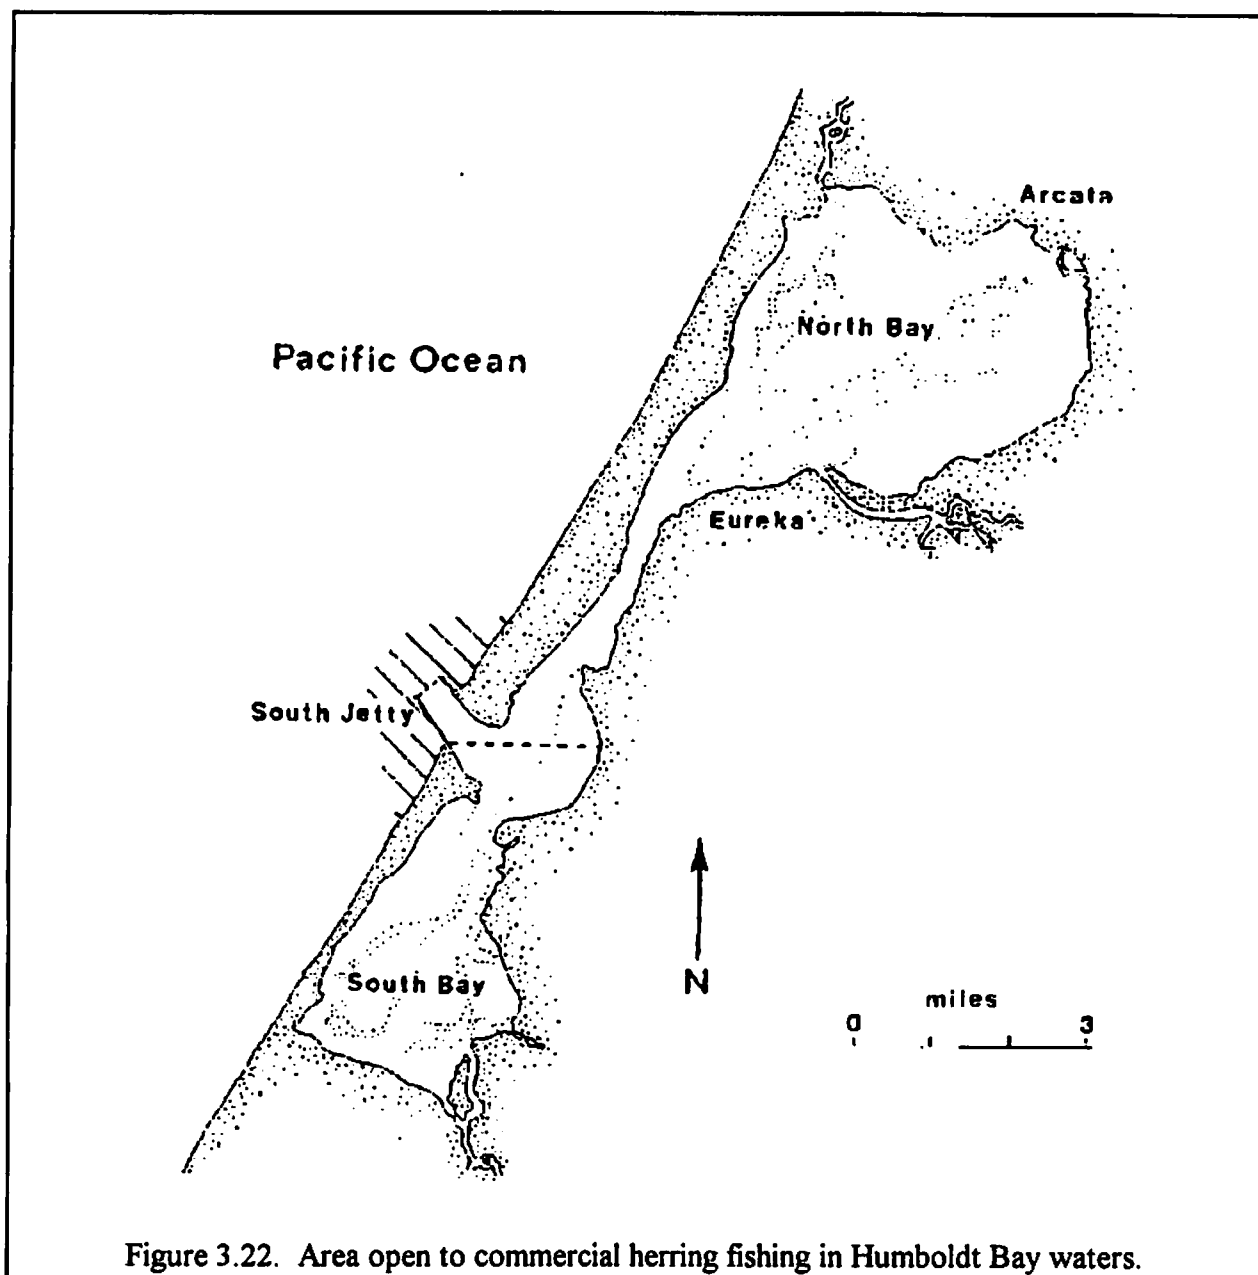 Arcata
North Bay
Pacific Ocean
Eureka
South Jetty
South Bay
N
miles
0 1 3
Figure 3.22. Area open to commercial herring fishing in Humboldt Bay waters.